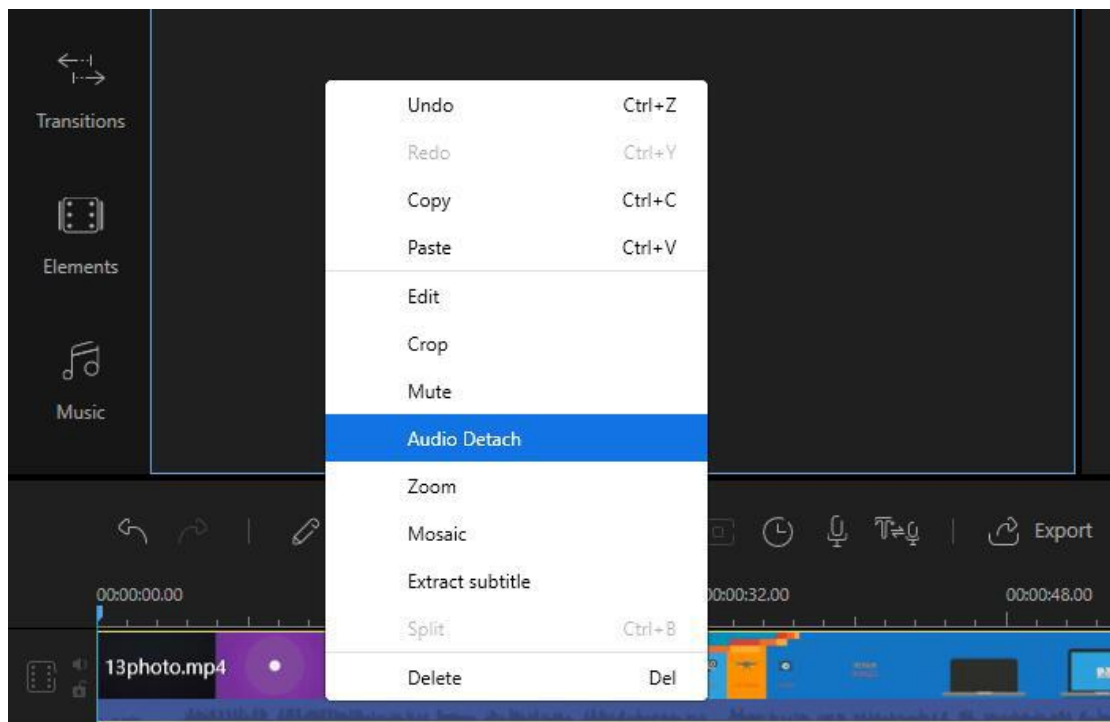 Transitions
Elements
Music
Undo Ctrl+Z
Redo Ctrl+Y
Copy Ctrl+C
Paste Ctrl+V
Edit
Crop
Mute
Audio Detach
Zoom
Mosaic
Extract subtitle
Split Ctrl+B
Delete Del
Export
00:00:00.00
00:00:32.00
00:00:48.00
13photo.mp4